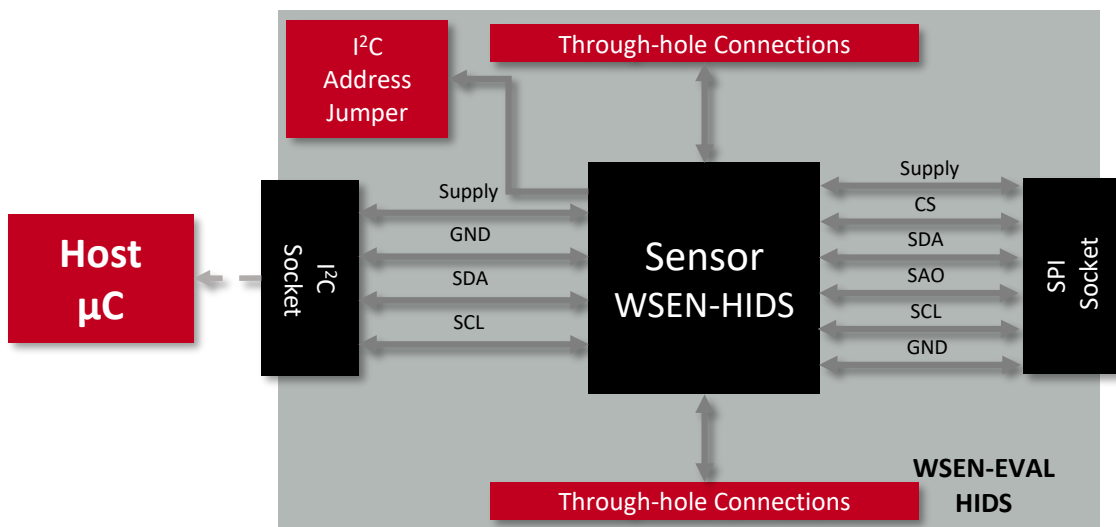 I²C
Address
Jumper
Through-hole Connections
Host
µC
I²C
Socket
Supply
GND
SDA
SCL
Sensor
WSEN-HIDS
Supply
CS
SDA
SAO
SCL
GND
SPI
Socket
Through-hole Connections
WSEN-EVAL
HIDS